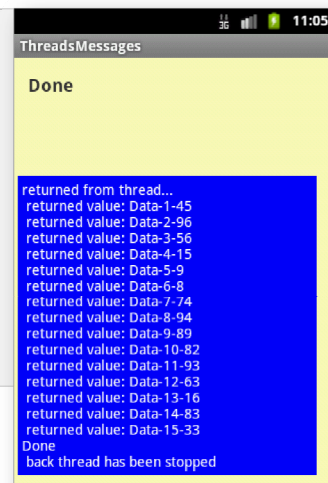 3G 11:05
ThreadsMessages
Done
returned from thread...
returned value: Data-1-45
returned value: Data-2-96
returned value: Data-3-56
returned value: Data-4-15
returned value: Data-5-9
returned value: Data-6-8
returned value: Data-7-74
returned value: Data-8-94
returned value: Data-9-89
returned value: Data-10-82
returned value: Data-11-93
returned value: Data-12-63
returned value: Data-13-16
returned value: Data-14-83
returned value: Data-15-33
Done
back thread has been stopped